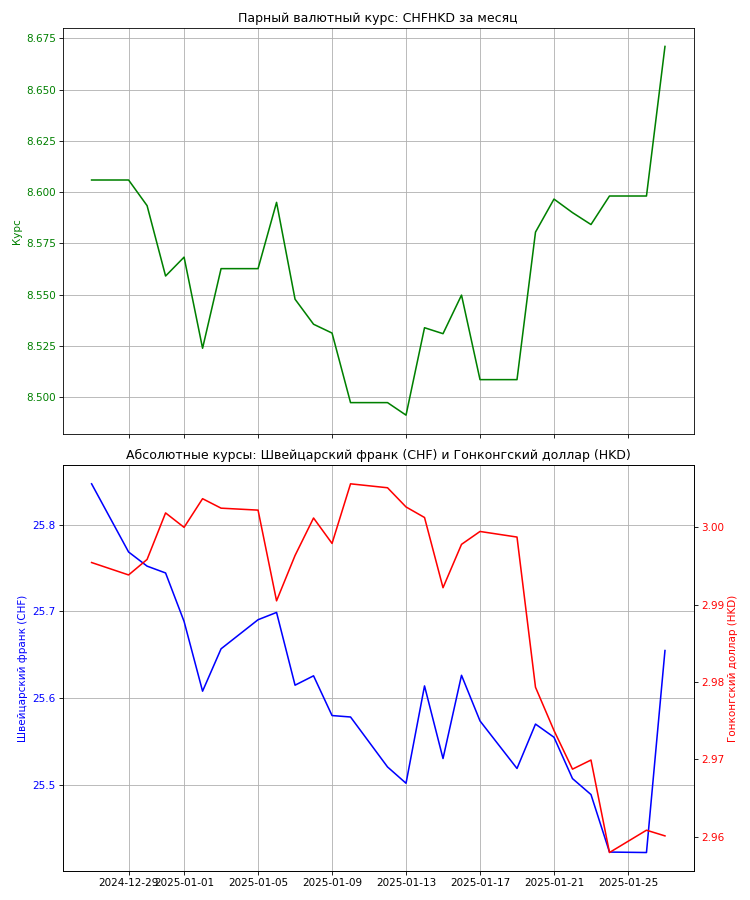 Парный валютный курс: CHFHKD за месяц
8.675
8.650
8.625
8.600
8.575
8.550
8.525
8.500
Курс
Абсолютные курсы: Швейцарский франк (CHF) и Гонконгский доллар (HKD)
25.8
25.7
25.6
25.5
Швейцарский франк (CHF)
3.00
2.99
2.98
2.97
2.96
Гонконгский доллар (HKD)
2024-12-29 2025-01-01 2025-01-05 2025-01-09 2025-01-13 2025-01-17 2025-01-21 2025-01-25